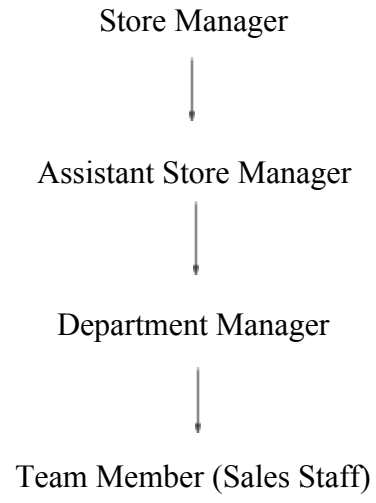 Store Manager
Assistant Store Manager
Department Manager
Team Member (Sales Staff)